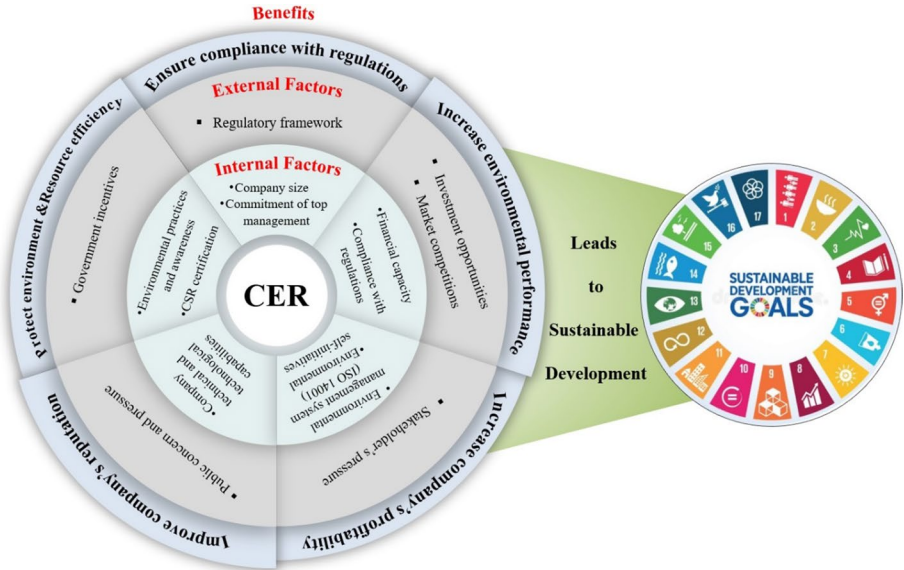 Benefits
Ensure compliance with regulations
External Factors
▪ Regulatory framework
Internal Factors
•Company size
•Commitment of top
management
Increase environmental performance
▪ Investment opportunities
▪ Market competitions
•Financial capacity
•Compliance with
regulations
Increase company's profitability
▪ Stakeholder's pressure
•Environmental
management system
(ISO 14001)
•Environmental
self-initiatives
Improve company's reputation
▪ Public concern and pressure
•Company
technical and
technological
capabilities
Protect environment &Resource efficiency
▪ Government incentives
•Environmental practices
and awareness
•CSR certification
CER
Leads
to
Sustainable
Development
SUSTAINABLE
DEVELOPMENT
GOALS
1
2
3
4
5
6
7
8
9
10
11
12
13
14
15
16
17